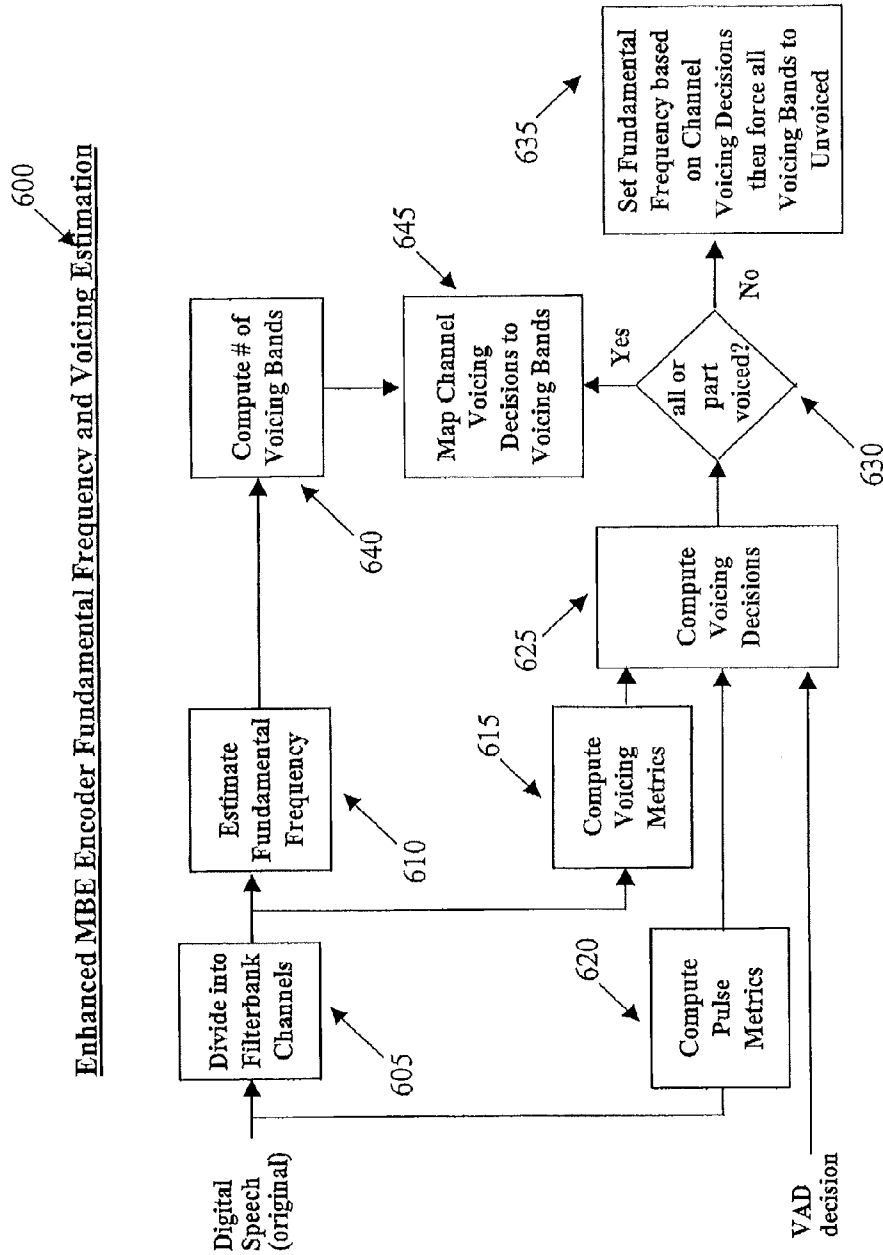 600
Enhanced MBE Encoder Fundamental Frequency and Voicing Estimation
Digital
Speech
(original)
Divide into
Filterbank
Channels
605
Estimate
Fundamental
Frequency
610
Compute # of
Voicing Bands
640
Map Channel
Voicing
Decisions to
Voicing Bands
645
Compute
Voicing
Metrics
615
Compute
Pulse
Metrics
620
VAD
decision
Compute
Voicing
Decisions
625
all or
part
voiced?
630
Yes
No
Set Fundamental
Frequency based
on Channel
Voicing Decisions
then force all
Voicing Bands to
Unvoiced
635